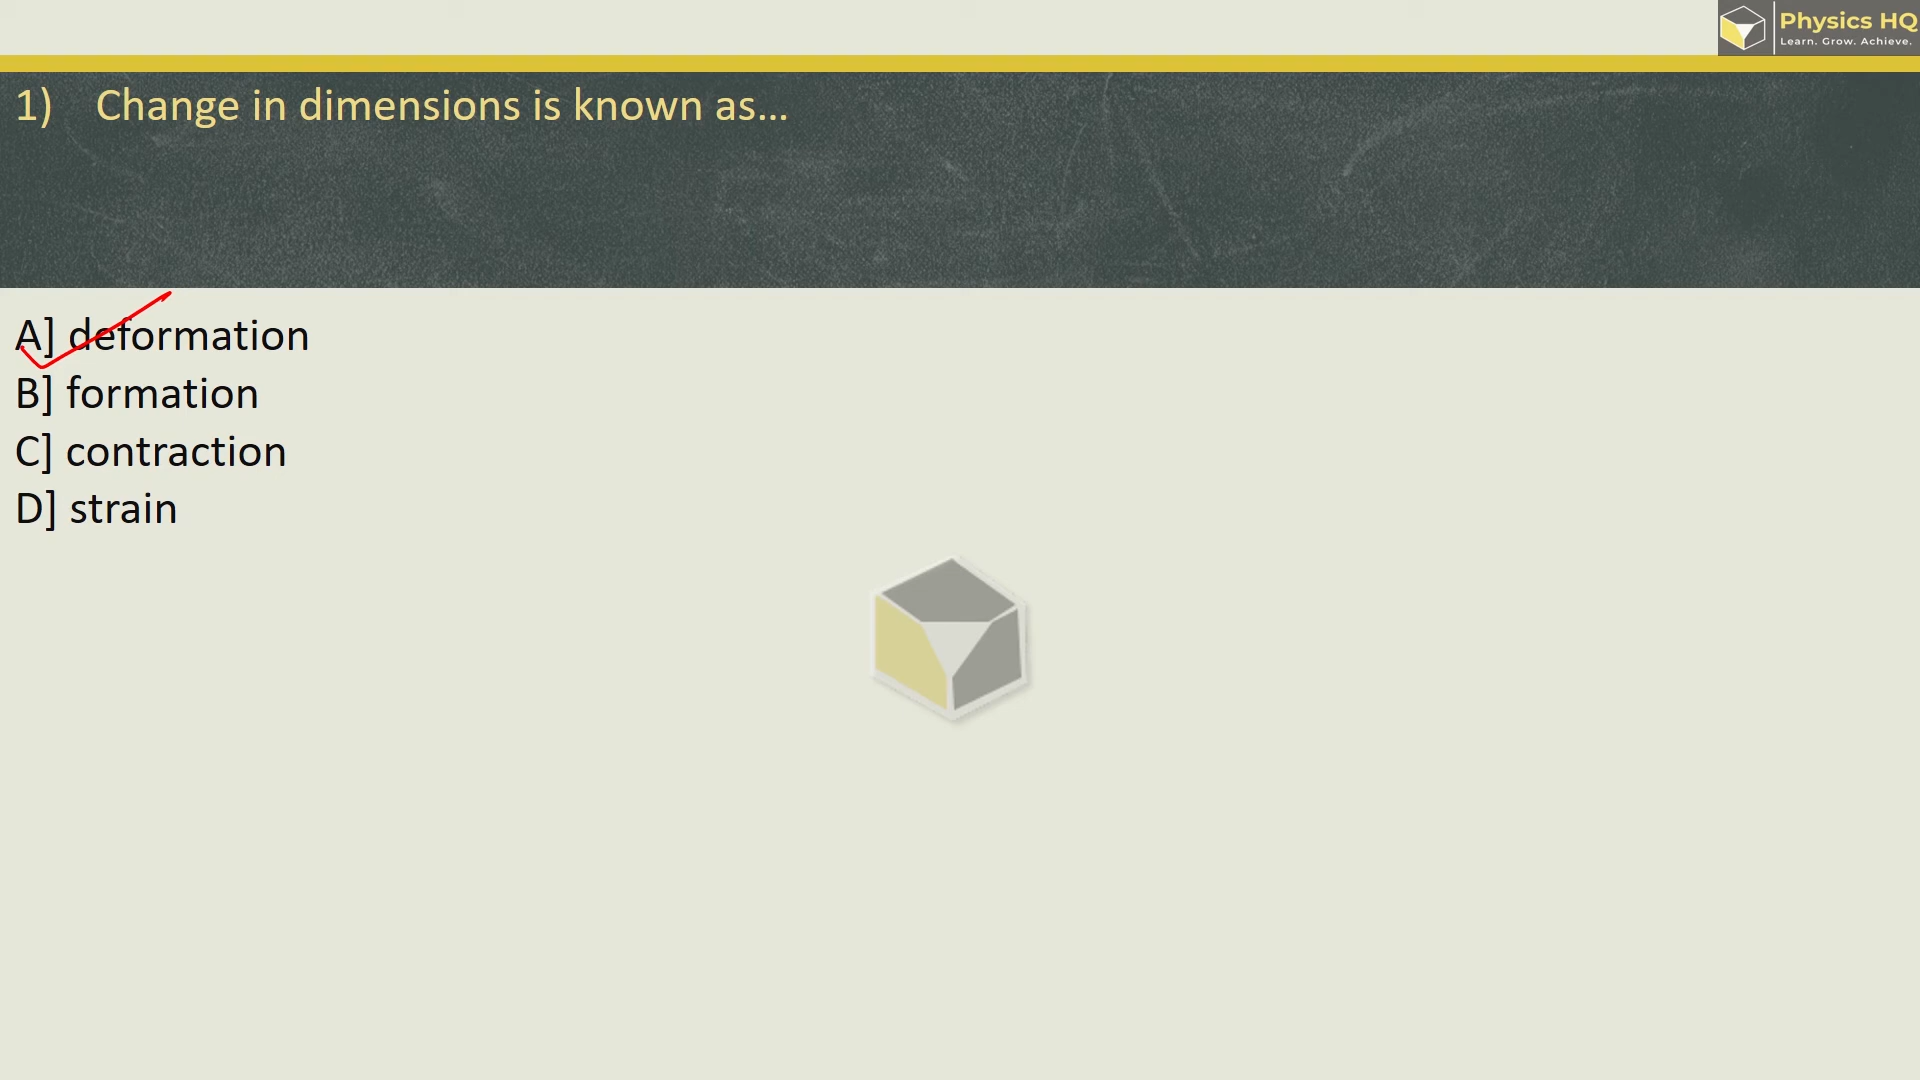 Physics HQ
Learn. Grow. Achieve.
1) Change in dimensions is known as...
A] deformation
B] formation
C] contraction
D] strain